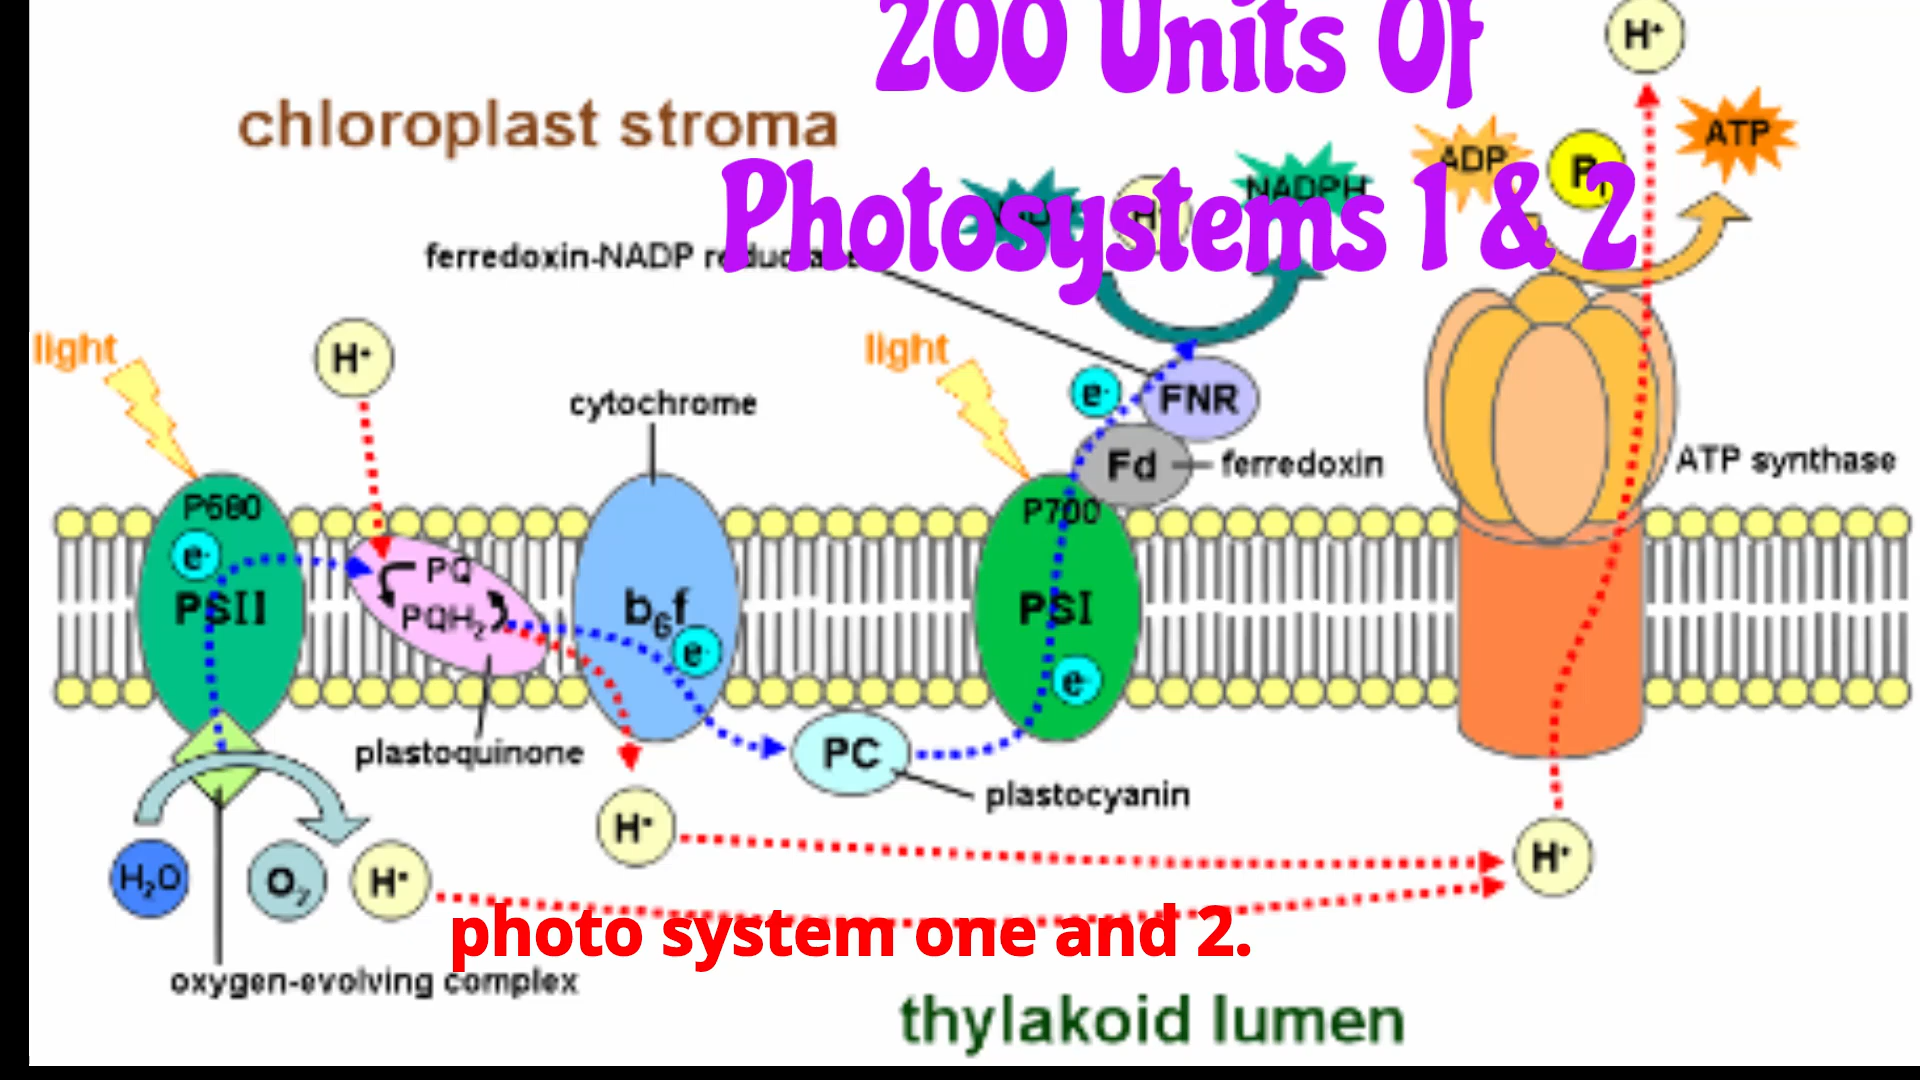 200 Units Of
H+
chloroplast stroma
ATP
ADP
Pi
NADPH
H+
Photosystems 1 & 2
ferredoxin-NADP reductase
light
H+
light
e-
FNR
cytochrome
Fd
ferredoxin
ATP synthase
P680
P700
e-
PQ
PSII
PQH2
b6f
PSI
e-
e-
plastoquinone
PC
plastocyanin
H+
H2O
O2
H+
H+
photo system one and 2.
oxygen-evolving complex
thylakoid lumen